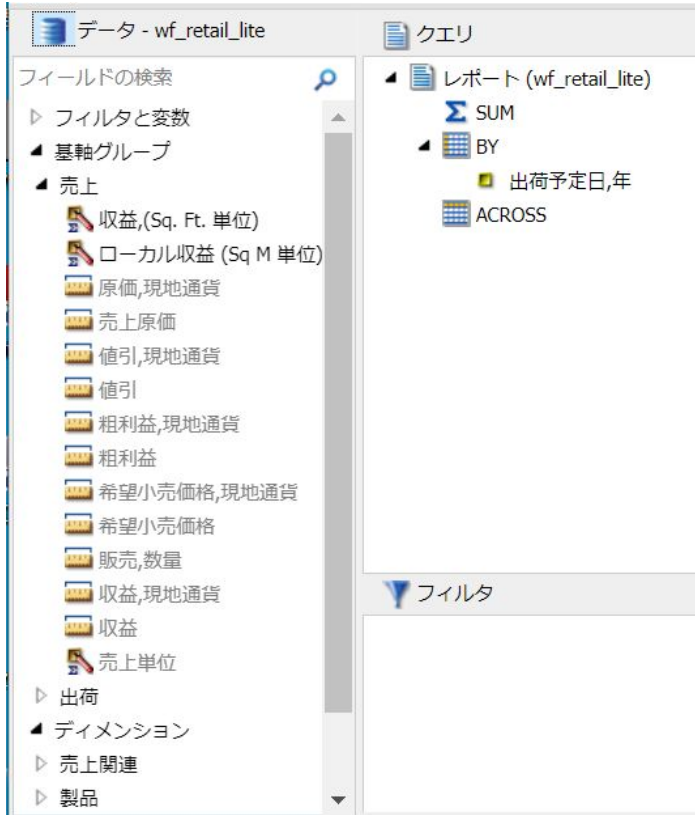 データ - wf_retail_lite
フィールドの検索
フィルタと変数
基軸グループ
売上
収益,(Sq. Ft. 単位)
ローカル収益 (Sq M 単位)
原価,現地通貨
売上原価
値引,現地通貨
値引
粗利益,現地通貨
粗利益
希望小売価格,現地通貨
希望小売価格
販売,数量
収益,現地通貨
収益
売上単位
出荷
ディメンション
売上関連
製品
クエリ
レポート (wf_retail_lite)
SUM
BY
出荷予定日,年
ACROSS
フィルタ